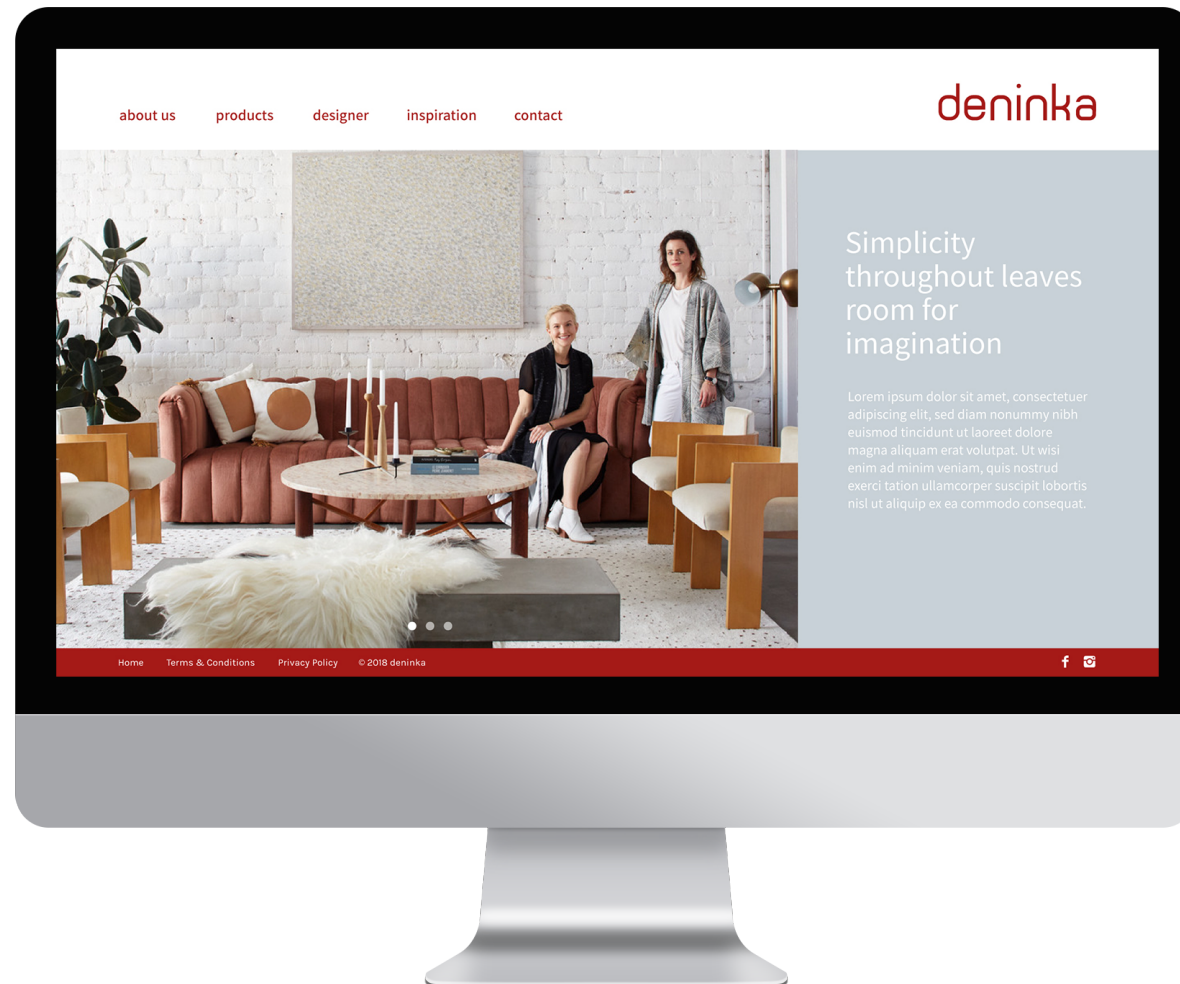 about us products designer inspiration contact
deninka
Simplicity
throughout leaves
room for
imagination
Lorem ipsum dolor sit amet, consectetuer
adipiscing elit, sed diam nonummy nibh
euismod tincidunt ut laoreet dolore
magna aliquam erat volutpat. Ut wisi
enim ad minim veniam, quis nostrud
exerci tation ullamcorper suscipit lobortis
nisl ut aliquip ex ea commodo consequat.
Home Terms & Conditions Privacy Policy © 2018 deninka